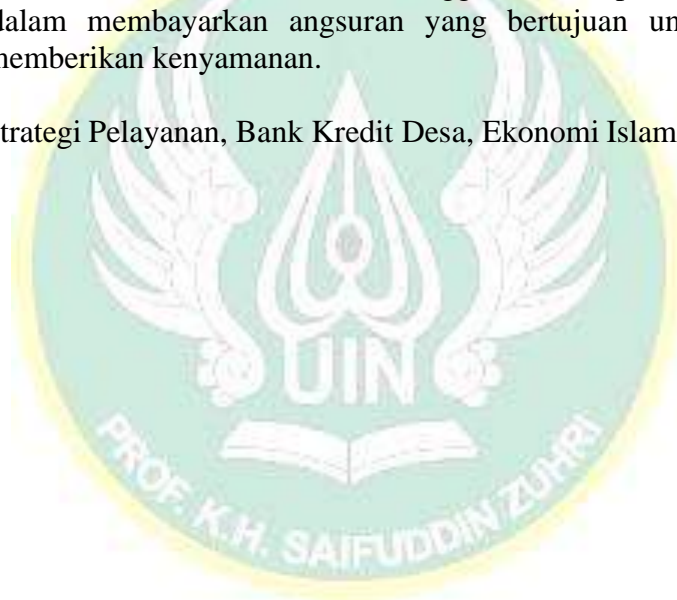 dalam membayarkan angsuran yang bertujuan un
memberikan kenyamanan.
trategi Pelayanan, Bank Kredit Desa, Ekonomi Islam
UIN
PROF. K.H. SAIFUDDIN ZUHRI